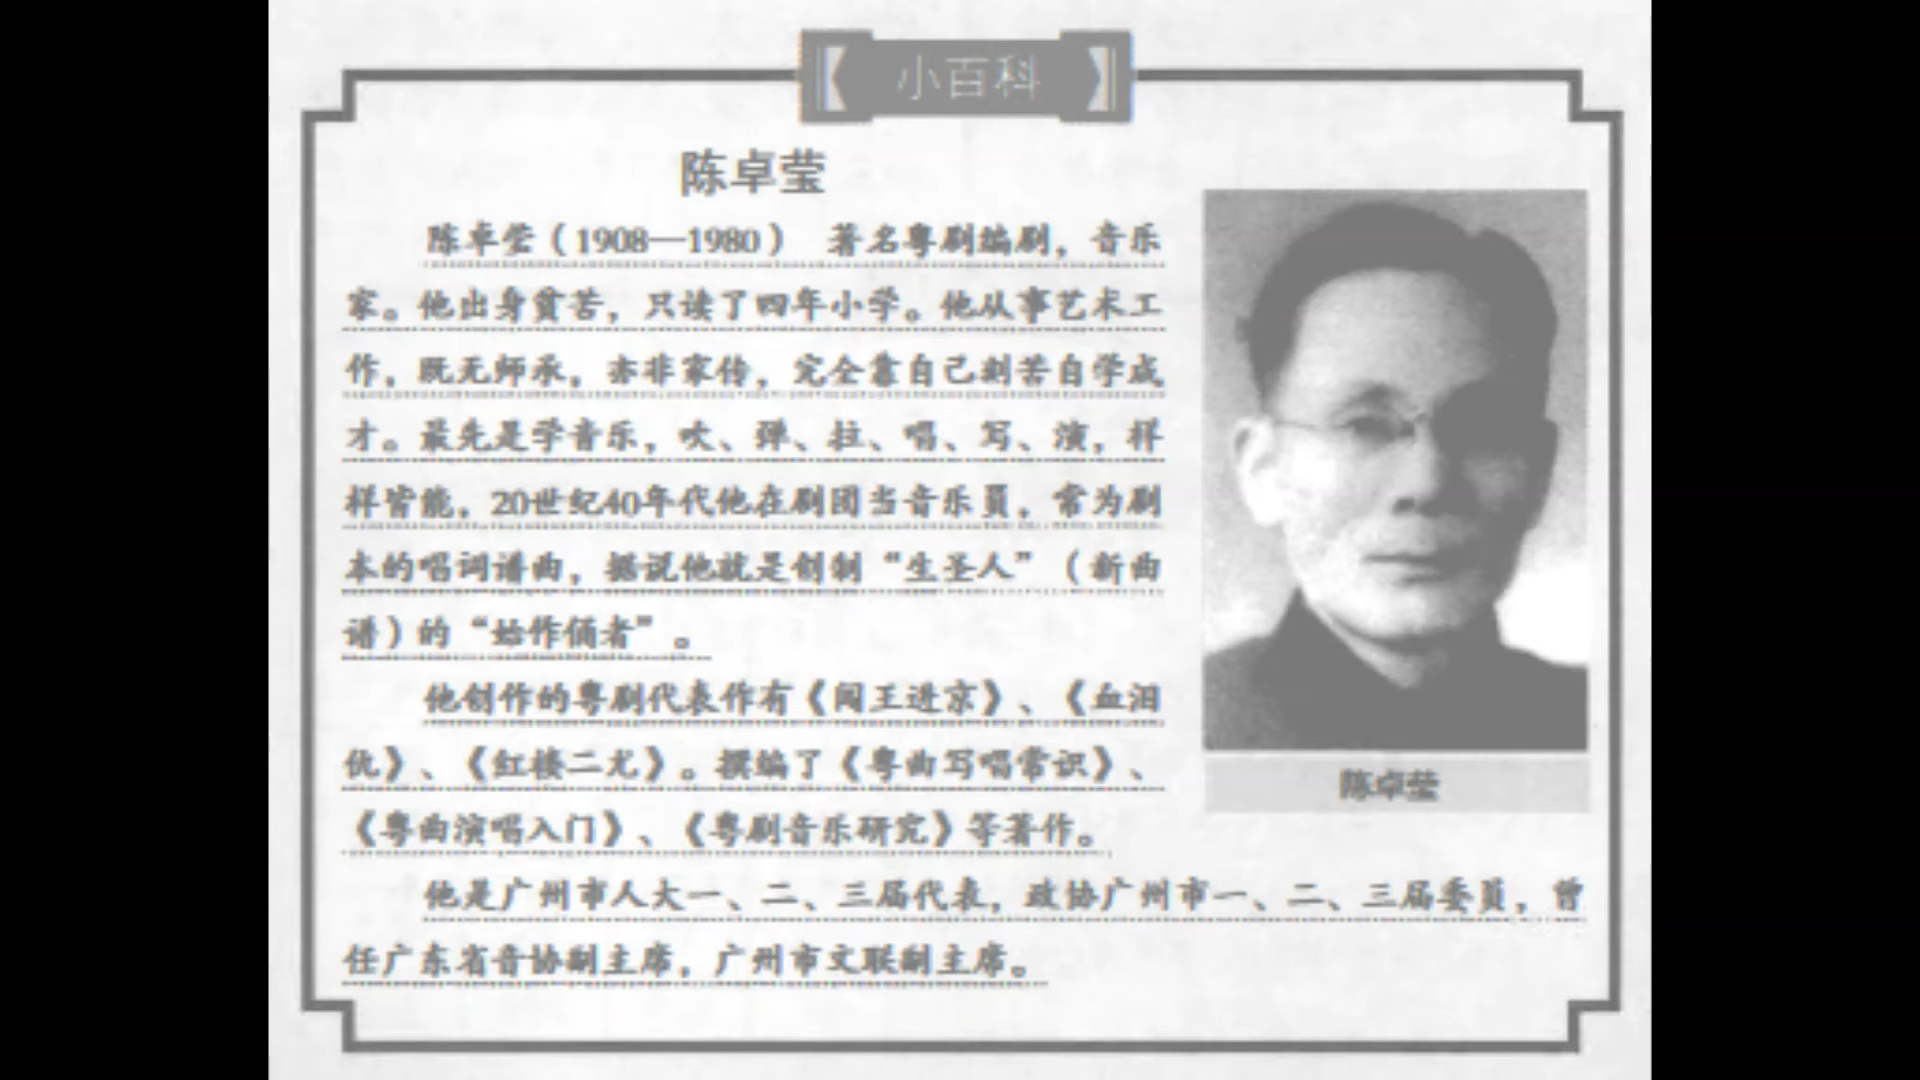 小百科
陈卓莹
陈卓莹（1908—1980） 著名粤剧编剧，音乐
家。他出身贫苦，只读了四年小学。他从事艺术工
作，既无师承，亦非家传，完全靠自己刻苦自学成
才。最先是学音乐，吹、弹、拉、唱、写、演，样
样皆能，20世纪40年代他在剧团当音乐員，常为剧
本的唱词谱曲，据说他就是创制“生圣人”（新曲
谱）的“始作俑者”。
他创作的粤剧代表作有《闯王进京》、《血泪
仇》、《红楼二尤》。撰编了《粤曲写唱常识》、
《粤曲演唱入门》、《粤剧音乐研究》等著作。
他是广州市人大一、二、三届代表，政协广州市一、二、三届委員，曾
任广东省音协副主席，广州市文联副主席。
陈卓莹